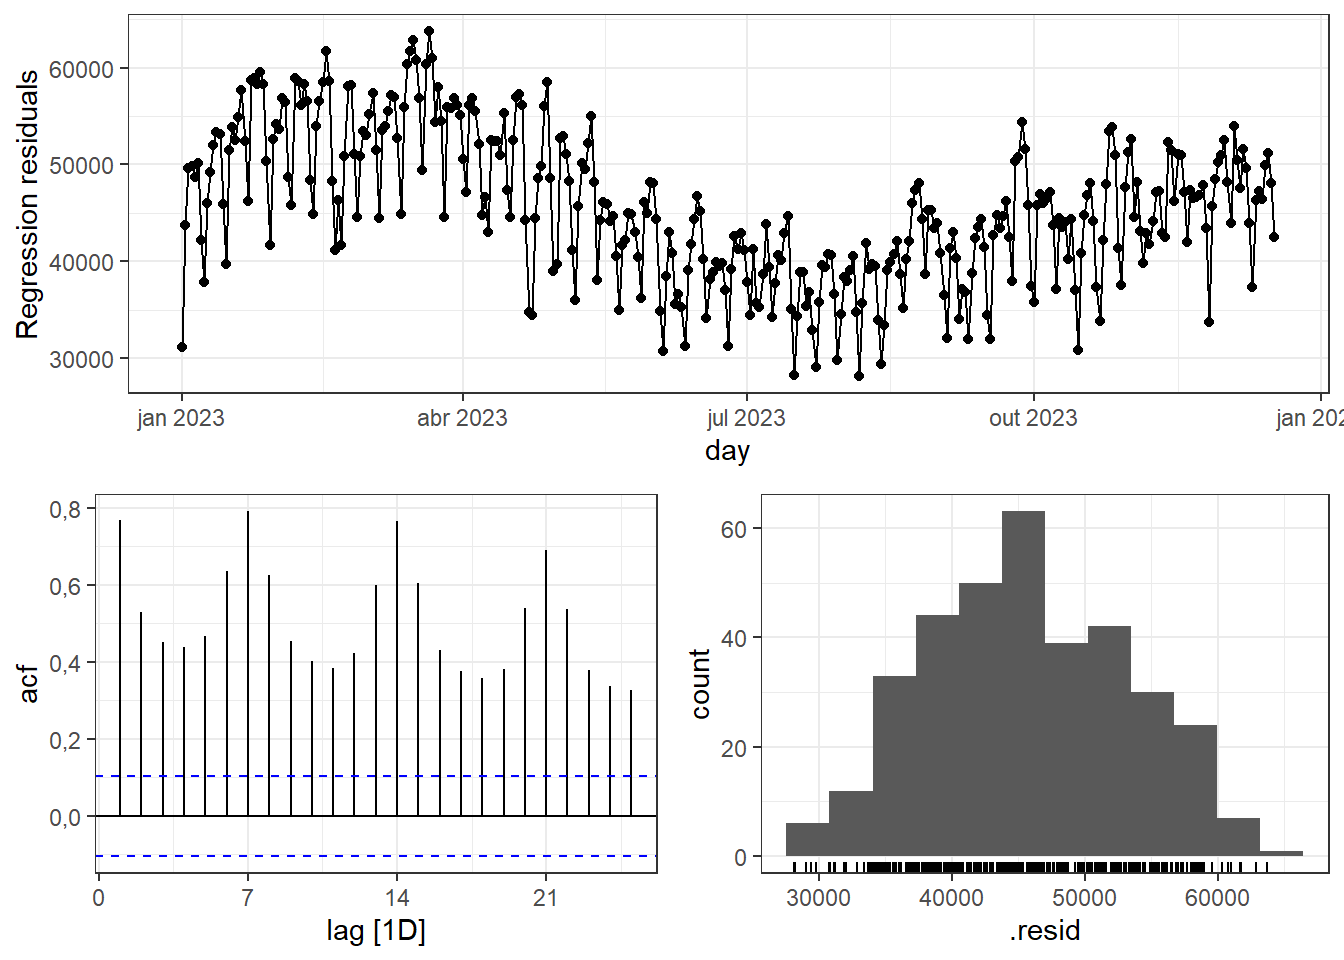 Regression residuals
60000
50000
40000
30000
jan 2023
abr 2023
jul 2023
out 2023
jan 202
day
acf
0,8
0,6
0,4
0,2
0,0
0
7
14
21
lag [1D]
count
60
40
20
0
30000
40000
50000
60000
.resid